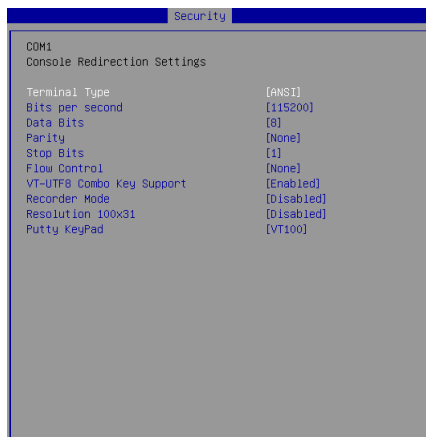 Security
COM1
Console Redirection Settings
Terminal Type [ANSI]
Bits per second [115200]
Data Bits [8]
Parity [None]
Stop Bits [1]
Flow Control [None]
VT-UTF8 Combo Key Support [Enabled]
Recorder Mode [Disabled]
Resolution 100x31 [Disabled]
Putty KeyPad [VT100]